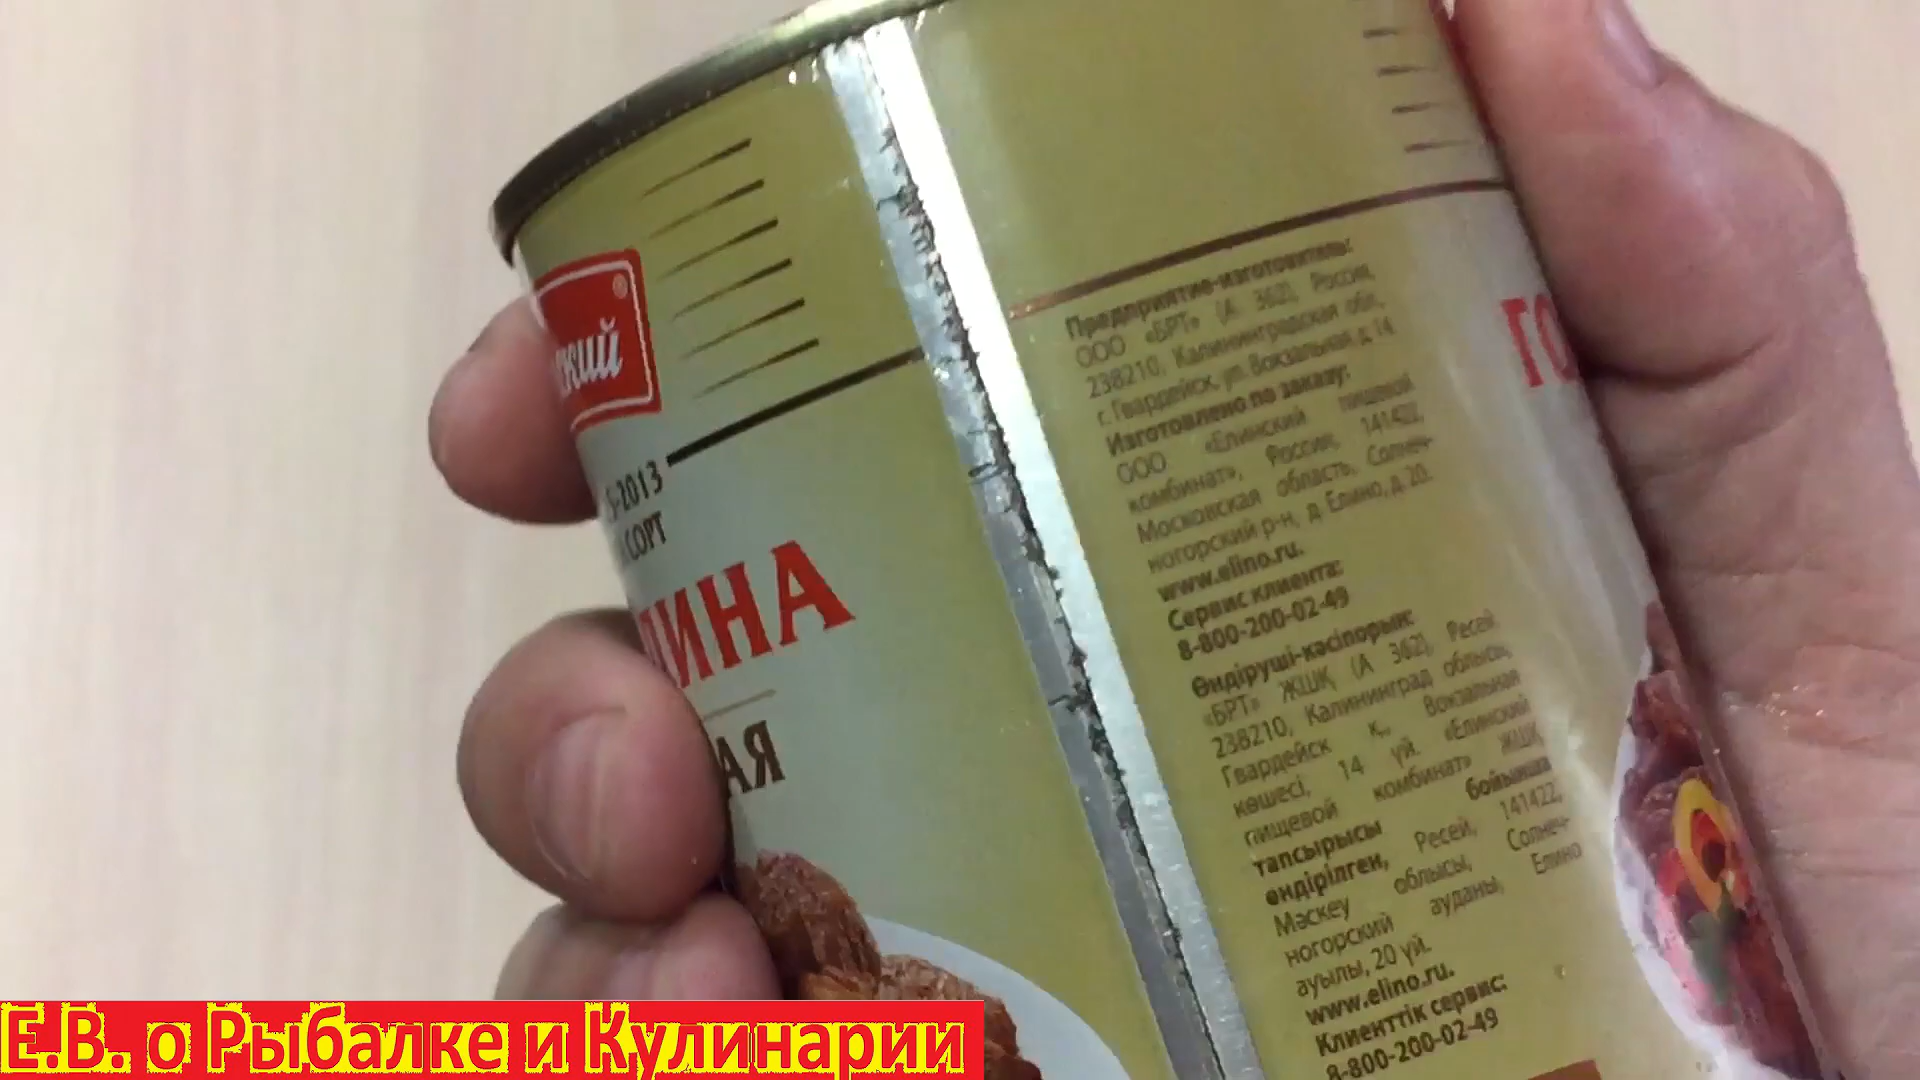 ский®
5-2013
СОРТ
ДИНА
АЯ
Предприятие-изготовитель:
ООО «БРТ» (А 362), Россия,
238210, Калининградская обл.,
г. Гвардейск, ул. Вокзальная д 14
Изготовлено по заказу:
ООО «Елинский пищевой
комбинат», Россия, 141422,
Московская область, Солнеч-
ногорский р-н, д. Елино, д. 20.
www.elino.ru.
Сервис клиента:
8-800-200-02-49
Өндіруші-кәсіпорын:
«БРТ» ЖШҚ (А 362), Ресей,
238210, Калининград облысы,
Гвардейск қ., Вокзальная
көшесі, 14 үй. «Елинский
пищевой комбинат» ЖШҚ
тапсырысы бойынша
өндірілген, Ресей, 141422,
Мәскеу облысы, Солнеч-
ногорский ауданы, Елино
ауылы, 20 үй.
www.elino.ru.
Клиенттік сервис:
8-800-200-02-49
ГО
Е.В. о Рыбалке и Кулинарии